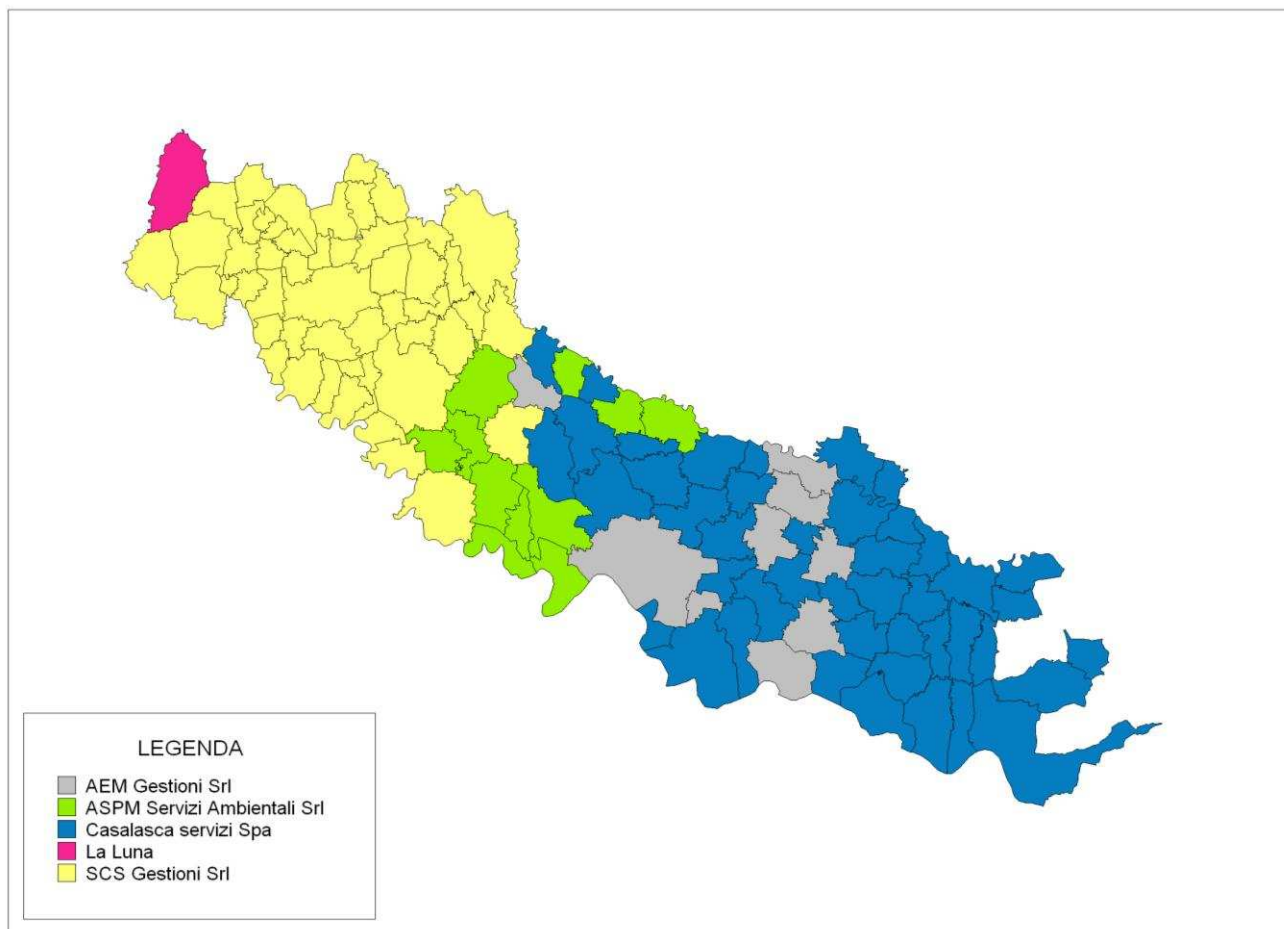 LEGENDA
AEM Gestioni Srl
ASPM Servizi Ambientali Srl
Casalasca servizi Spa
La Luna
SCS Gestioni Srl